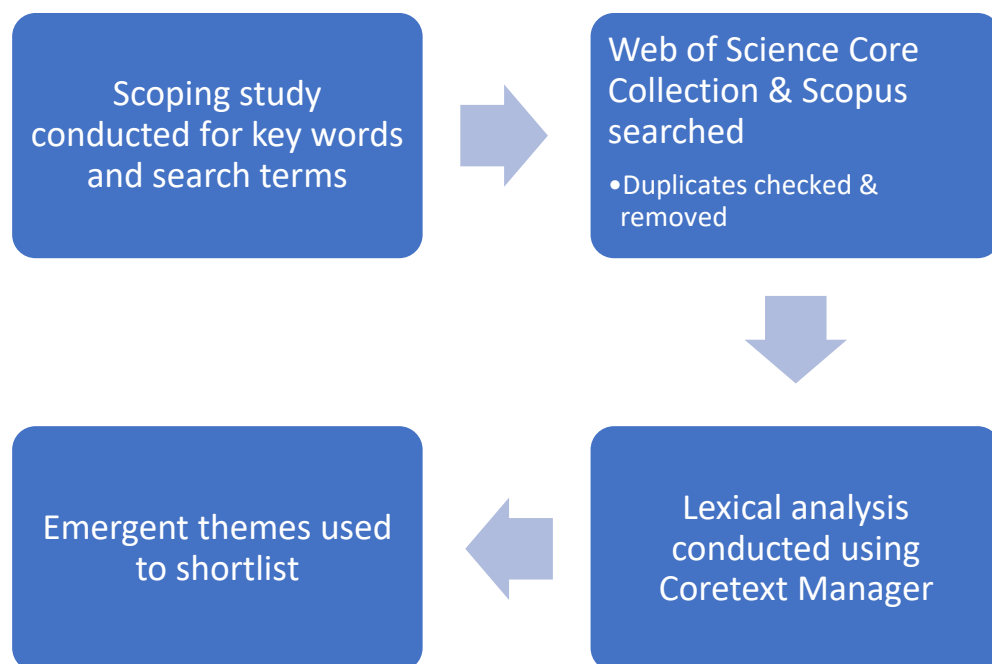 Scoping study
conducted for key words
and search terms
Web of Science Core
Collection & Scopus
searched
•Duplicates checked &
removed
Lexical analysis
conducted using
Coretext Manager
Emergent themes used
to shortlist